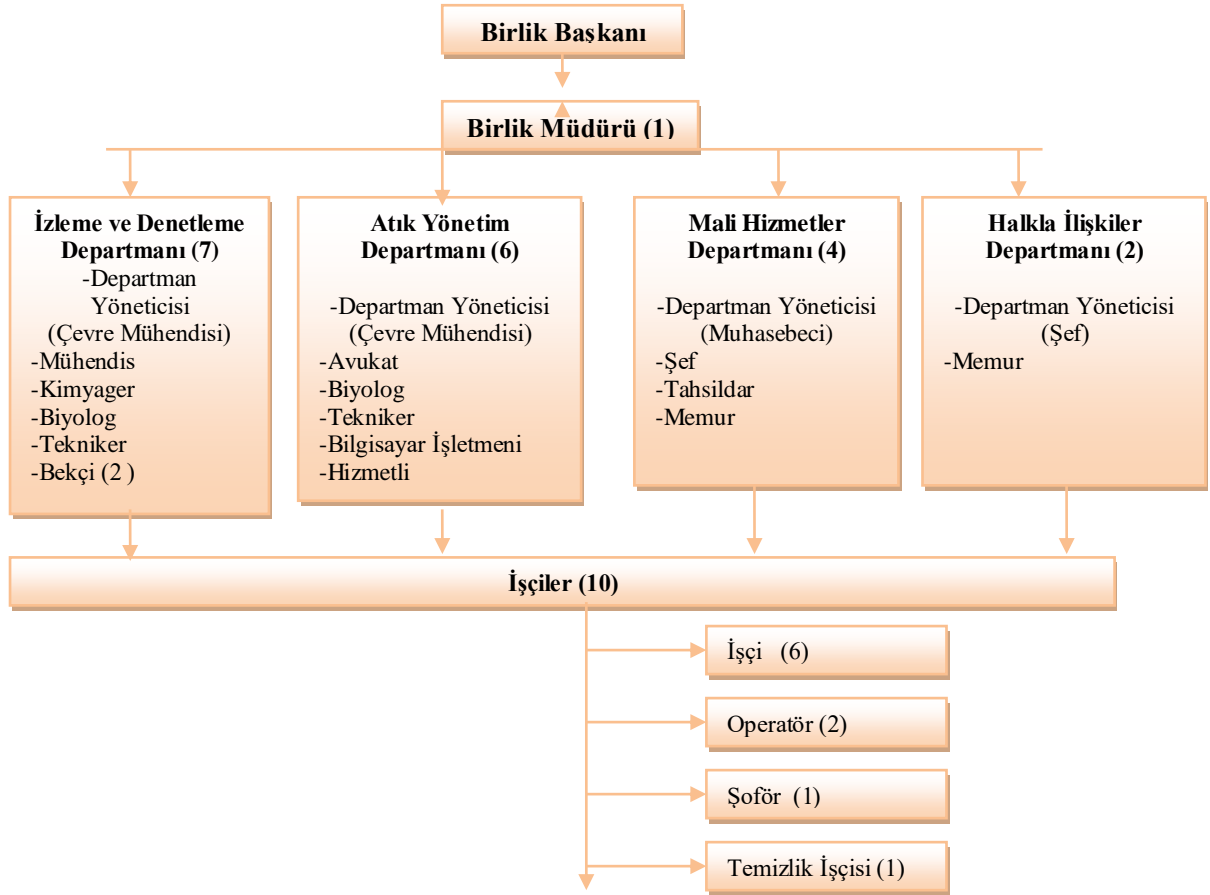 Birlik Başkanı
Birlik Müdürü (1)
İzleme ve Denetleme
Departmanı (7)
-Departman
Yöneticisi
(Çevre Mühendisi)
-Mühendis
-Kimyager
-Biyolog
-Tekniker
-Bekçi (2 )
Atık Yönetim
Departmanı (6)
-Departman Yöneticisi
(Çevre Mühendisi)
-Avukat
-Biyolog
-Tekniker
-Bilgisayar İşletmeni
-Hizmetli
Mali Hizmetler
Departmanı (4)
-Departman Yöneticisi
(Muhasebeci)
-Şef
-Tahsildar
-Memur
Halkla İlişkiler
Departmanı (2)
-Departman Yöneticisi
(Şef)
-Memur
İşçiler (10)
İşçi (6)
Operatör (2)
Şoför (1)
Temizlik İşçisi (1)